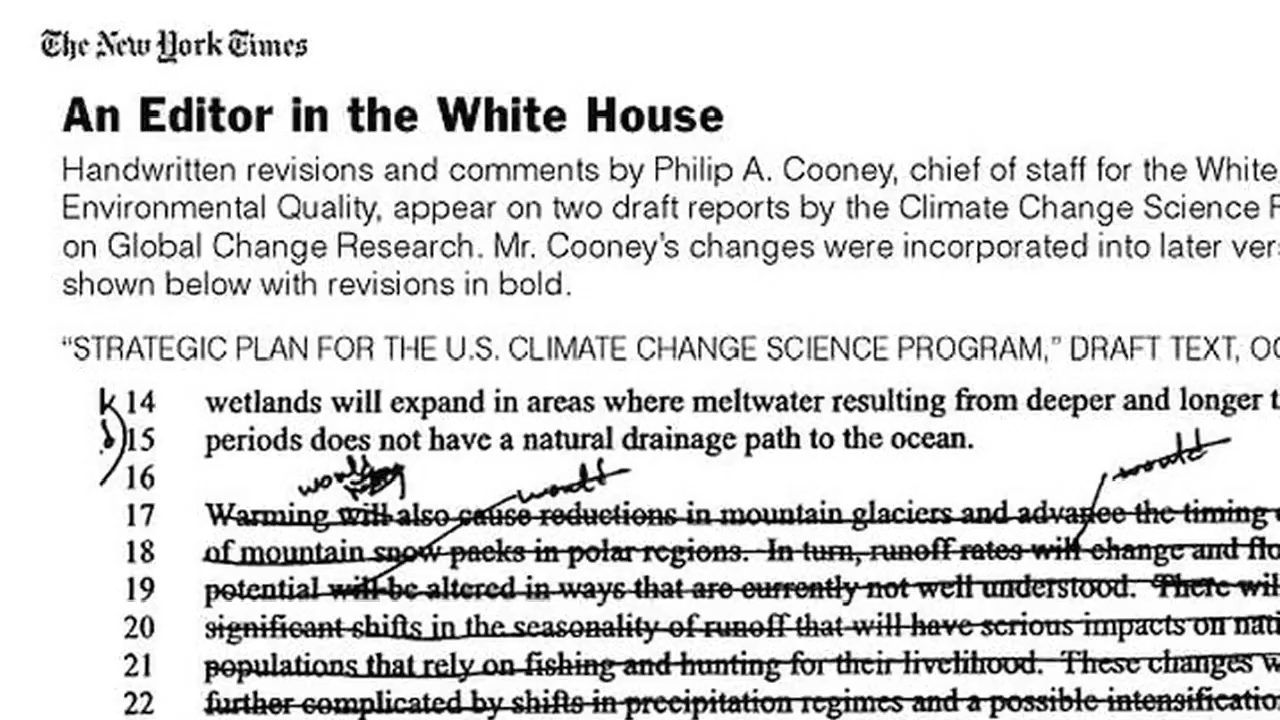 The New York Times
An Editor in the White House
Handwritten revisions and comments by Philip A. Cooney, chief of staff for the White
Environmental Quality, appear on two draft reports by the Climate Change Science
on Global Change Research. Mr. Cooney's changes were incorporated into later ver
shown below with revisions in bold.
“STRATEGIC PLAN FOR THE U.S. CLIMATE CHANGE SCIENCE PROGRAM,” DRAFT TEXT, OC
14 wetlands will expand in areas where meltwater resulting from deeper and longer t
15 periods does not have a natural drainage path to the ocean.
16
would would would
17 Warming will also cause reductions in mountain glaciers and advance the timing
18 of mountain snow packs in polar regions. In turn, runoff rates will change and flo
19 potential will be altered in ways that are currently not well understood. There will
20 significant shifts in the seasonality of runoff that will have serious impacts on nati
21 populations that rely on fishing and hunting for their livelihood. These changes w
22 further complicated by shifts in precipitation regimes and a possible intensificatio